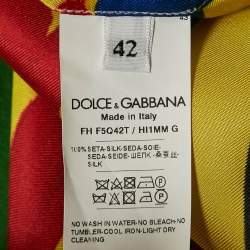 43
42
DOLCE & GABBANA
Made in Italy
FH F5Q42T / HI1MM G
100% SETA-SILK-SEDA-SOIE-
SEDA-SEIDE-ШЕЛК-
-SILK
NO WASH IN WATER-NO BLEACH-NO
TUMBLER-COOL IRON-LIGHT DRY
CLEANING